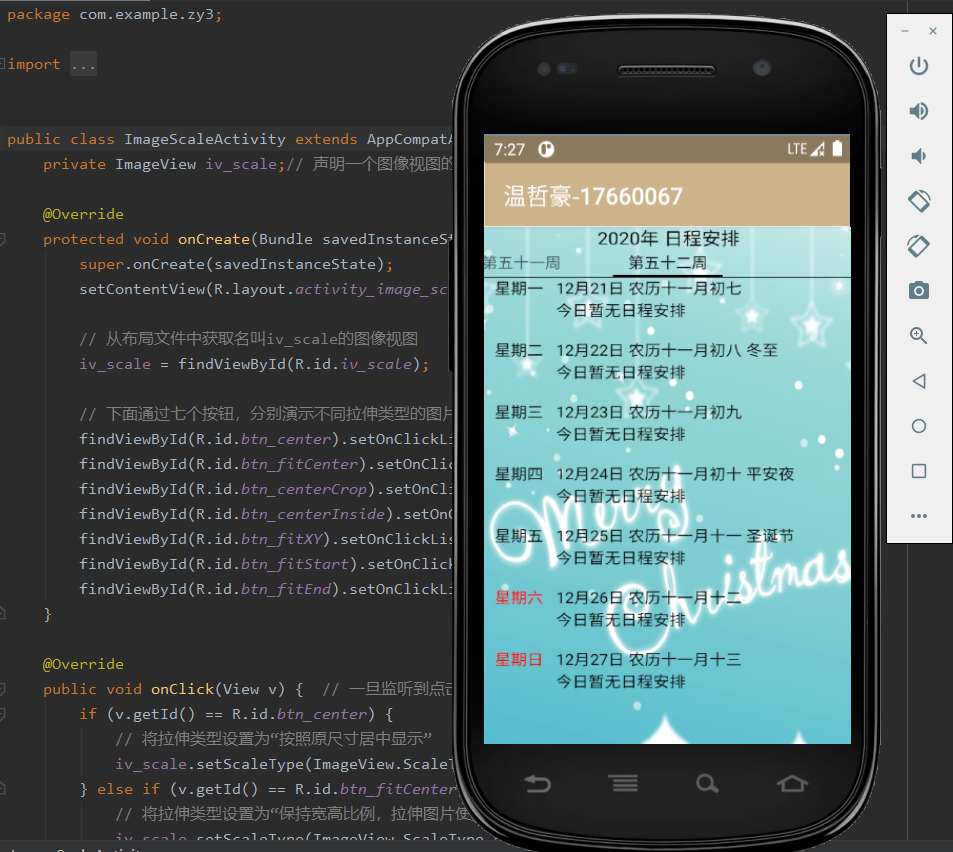 package com.example.zy3;
import ...
public class ImageScaleActivity extends AppCompatA
private ImageView iv_scale;// 声明一个图像视图的
@Override
protected void onCreate(Bundle savedInstanceSt
super.onCreate(savedInstanceState);
setContentView(R.layout.activity_image_sc
// 从布局文件中获取名叫iv_scale的图像视图
iv_scale = findViewById(R.id.iv_scale);
// 下面通过七个按钮，分别演示不同拉伸类型的图片
findViewById(R.id.btn_center).setOnClickLi
findViewById(R.id.btn_fitCenter).setOnClic
findViewById(R.id.btn_centerCrop).setOnCli
findViewById(R.id.btn_centerInside).setOnC
findViewById(R.id.btn_fitXY).setOnClickLis
findViewById(R.id.btn_fitStart).setOnClick
findViewById(R.id.btn_fitEnd).setOnClickLi
}
@Override
public void onClick(View v) {  // 一旦监听到点击
if (v.getId() == R.id.btn_center) {
// 将拉伸类型设置为“按照原尺寸居中显示”
iv_scale.setScaleType(ImageView.ScaleT
} else if (v.getId() == R.id.btn_fitCenter
// 将拉伸类型设置为“保持宽高比例，拉伸图片使
iv_scale.setScaleType(ImageView.ScaleType
7:27
LTE
温哲豪-17660067
2020年 日程安排
第五十一周 第五十二周
星期一 12月21日 农历十一月初七
今日暂无日程安排
星期二 12月22日 农历十一月初八 冬至
今日暂无日程安排
星期三 12月23日 农历十一月初九
今日暂无日程安排
星期四 12月24日 农历十一月初十 平安夜
今日暂无日程安排
星期五 12月25日 农历十一月十一 圣诞节
今日暂无日程安排
星期六 12月26日 农历十一月十二
今日暂无日程安排
星期日 12月27日 农历十一月十三
今日暂无日程安排
Merry
Christmas